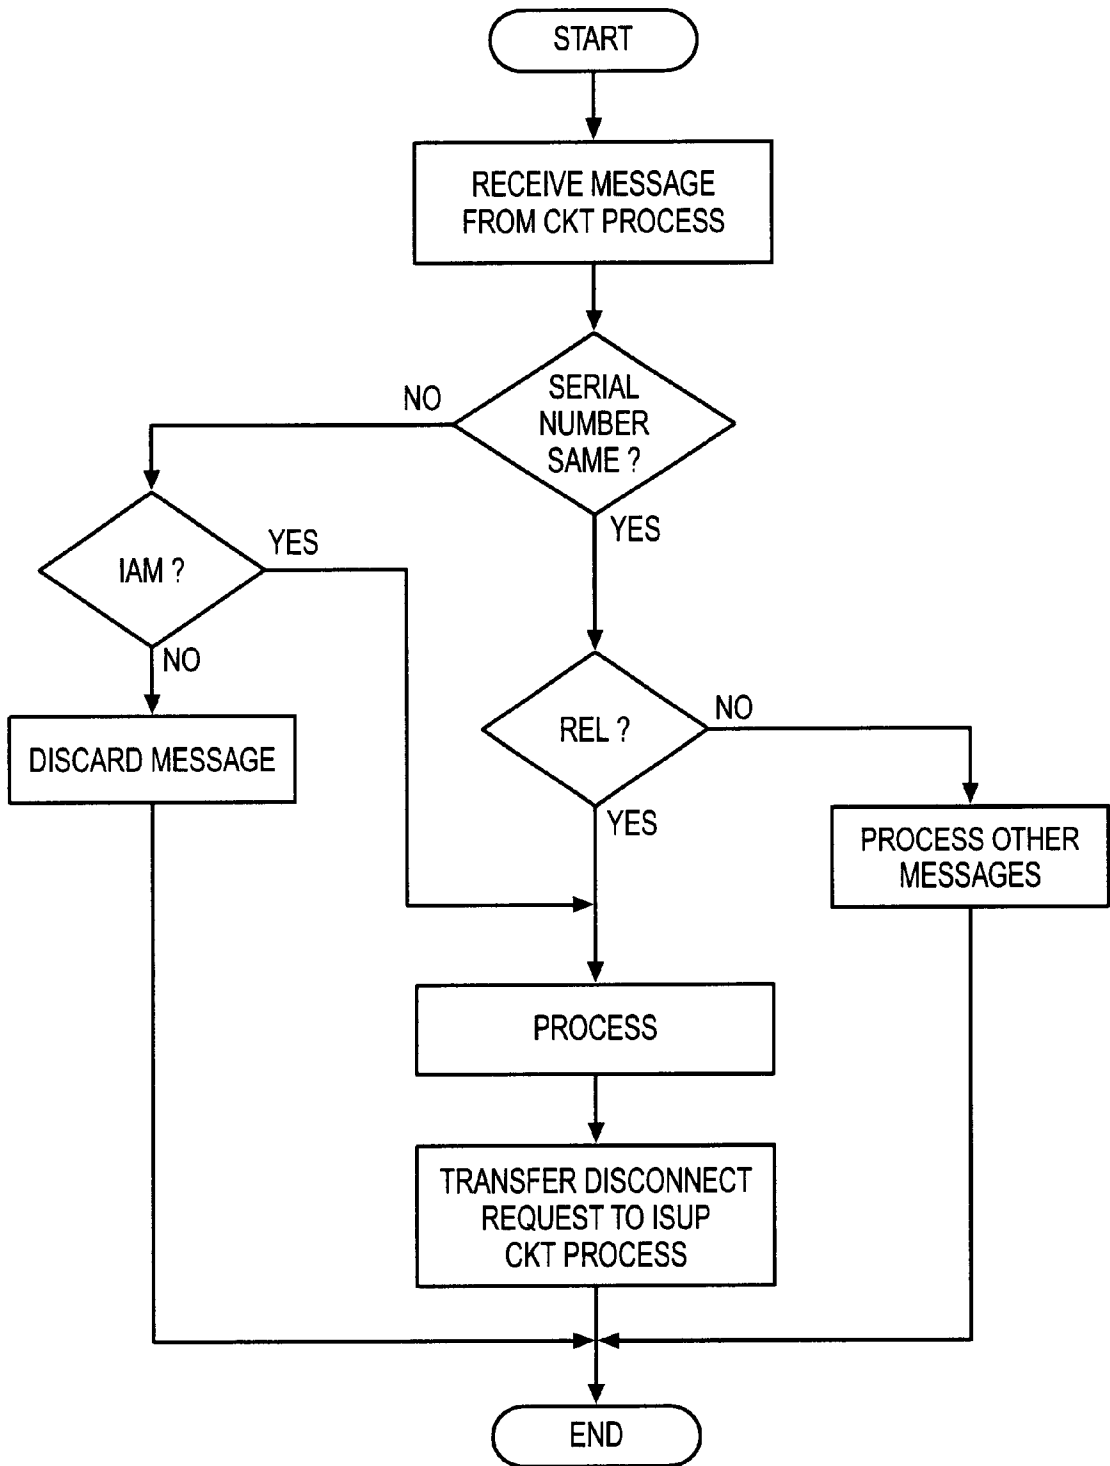 START
RECEIVE MESSAGE
FROM CKT PROCESS
SERIAL
NUMBER
SAME ?
NO
YES
IAM ?
YES
NO
DISCARD MESSAGE
REL ?
NO
YES
PROCESS OTHER
MESSAGES
PROCESS
TRANSFER DISCONNECT
REQUEST TO ISUP
CKT PROCESS
END